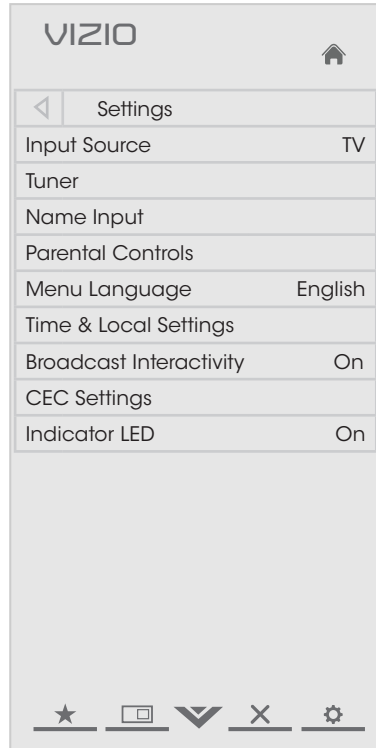 VIZIO
Settings
Input Source TV
Tuner
Name Input
Parental Controls
Menu Language English
Time & Local Settings
Broadcast Interactivity On
CEC Settings
Indicator LED On